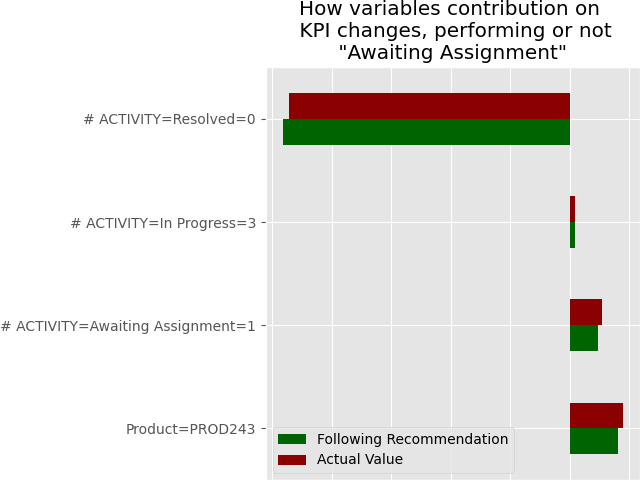 How variables contribution on
KPI changes, performing or not
"Awaiting Assignment"
# ACTIVITY=Resolved=0
# ACTIVITY=In Progress=3
# ACTIVITY=Awaiting Assignment=1
Product=PROD243
Following Recommendation
Actual Value